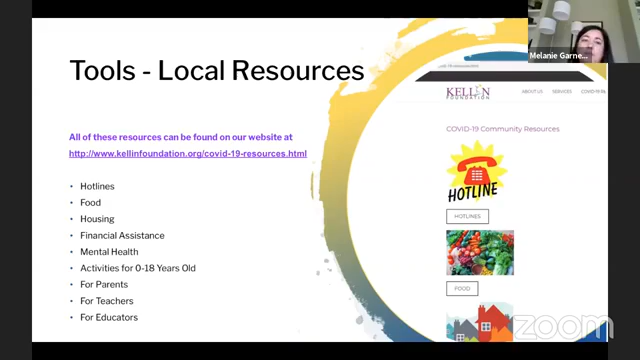 Melanie Garne...
Tools - Local Resources
All of these resources can be found on our website at
http://www.kellinfoundation.org/covid-19-resources.html
• Hotlines
• Food
• Housing
• Financial Assistance
• Mental Health
• Activities for 0-18 Years Old
• For Parents
• For Teachers
• For Educators
KELLIN
FOUNDATION
ABOUT US SERVICES
COVID-19 Community Resources
HOTLINE
HOTLINES
FOOD
zoom